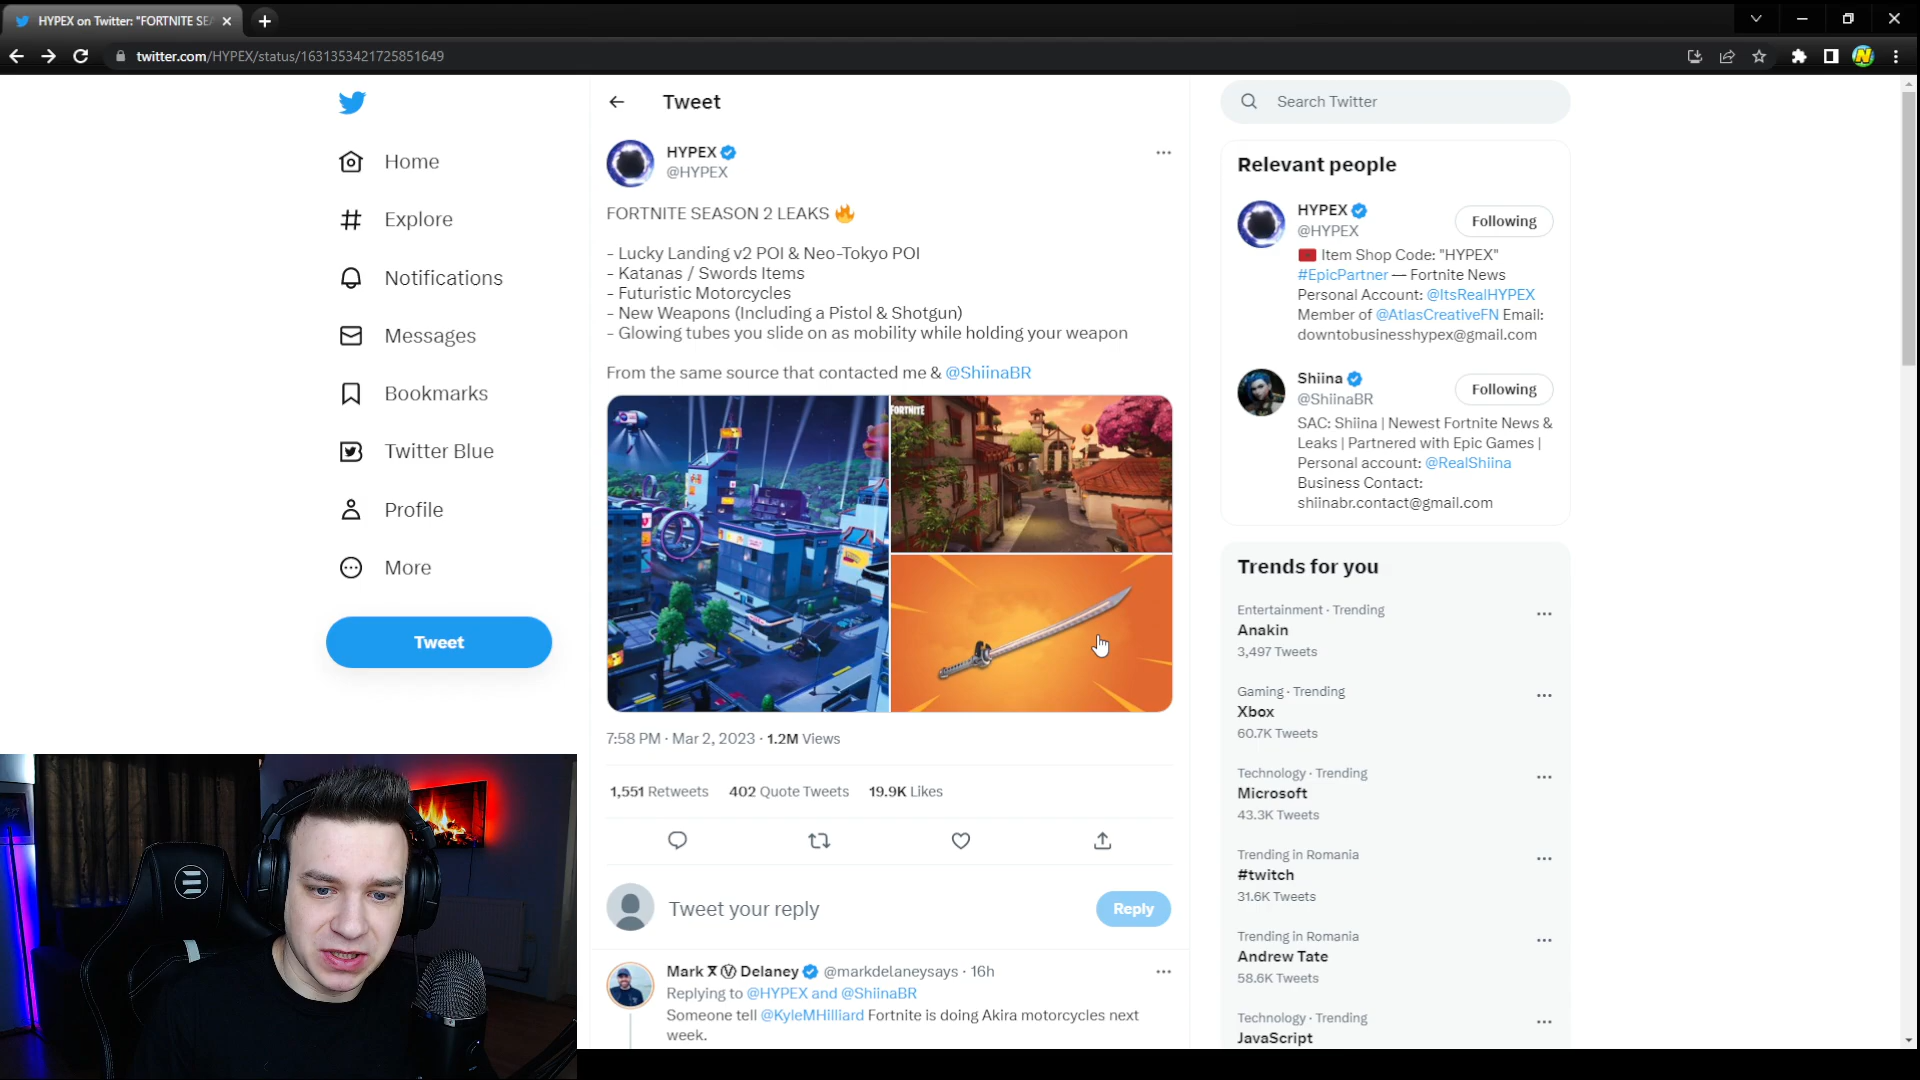 HYPEX on Twitter: "FORTNITE SEA
twitter.com/HYPEX/status/1631353421725851649
Home
Explore
Notifications
Messages
Bookmarks
Twitter Blue
Profile
More
Tweet
Tweet
HYPEX
@HYPEX
FORTNITE SEASON 2 LEAKS 🔥
- Lucky Landing v2 POI & Neo-Tokyo POI
- Katanas / Swords Items
- Futuristic Motorcycles
- New Weapons (Including a Pistol & Shotgun)
- Glowing tubes you slide on as mobility while holding your weapon
From the same source that contacted me & @ShiinaBR
FORTNITE
7:58 PM · Mar 2, 2023 · 1.2M Views
1,551 Retweets 402 Quote Tweets 19.9K Likes
Tweet your reply
Reply
Mark X̄ Ⓥ Delaney @markdelaneysays · 16h
Replying to @HYPEX and @ShiinaBR
Someone tell @KyleMHilliard Fortnite is doing Akira motorcycles next
week.
Search Twitter
Relevant people
HYPEX
@HYPEX
Following
Item Shop Code: "HYPEX"
#EpicPartner — Fortnite News
Personal Account: @ItsRealHYPEX
Member of @AtlasCreativeFN Email:
downtobusinesshypex@gmail.com
Shiina
@ShiinaBR
Following
SAC: Shiina | Newest Fortnite News &
Leaks | Partnered with Epic Games |
Personal account: @RealShiina
Business Contact:
shiinabr.contact@gmail.com
Trends for you
Entertainment · Trending
Anakin
3,497 Tweets
Gaming · Trending
Xbox
60.7K Tweets
Technology · Trending
Microsoft
43.3K Tweets
Trending in Romania
#twitch
31.6K Tweets
Trending in Romania
Andrew Tate
58.6K Tweets
Technology · Trending
JavaScript